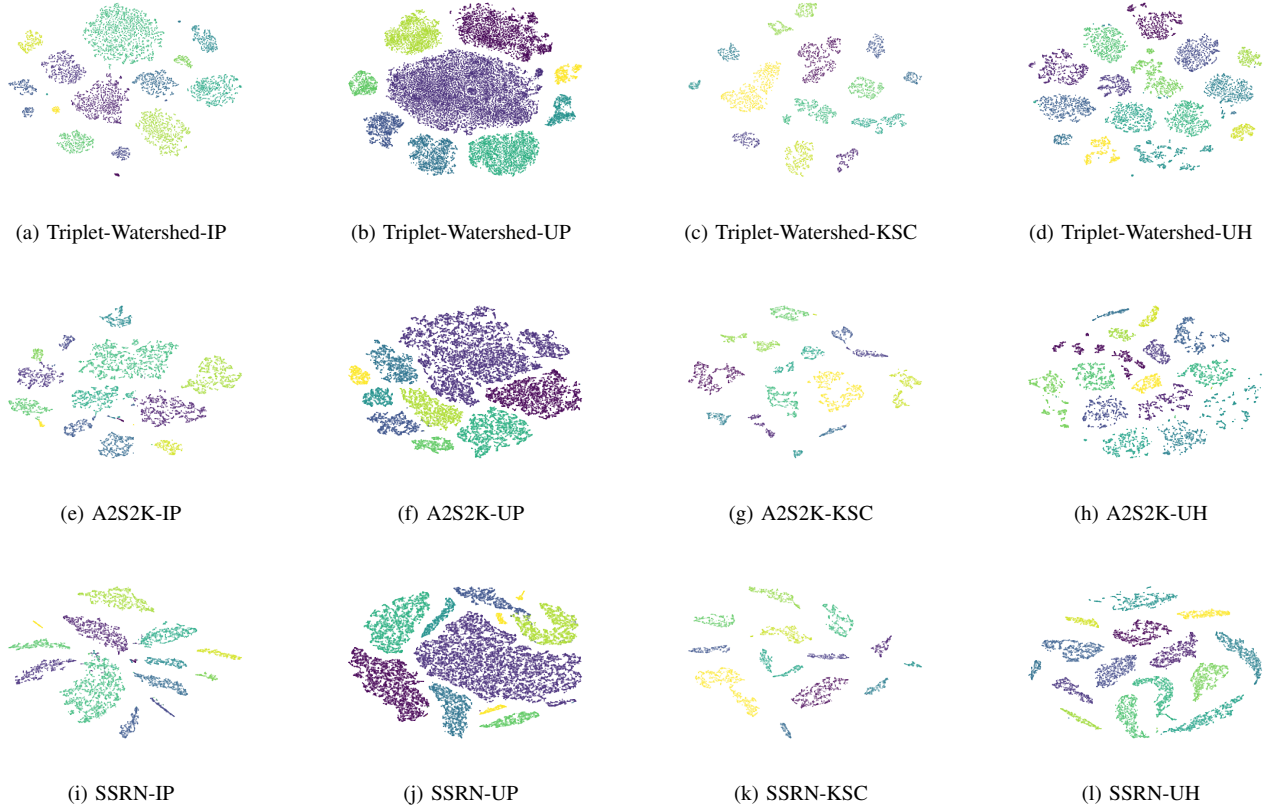 (a) Triplet-Watershed-IP
(b) Triplet-Watershed-UP
(c) Triplet-Watershed-KSC
(d) Triplet-Watershed-UH
(e) A2S2K-IP
(f) A2S2K-UP
(g) A2S2K-KSC
(h) A2S2K-UH
(i) SSRN-IP
(j) SSRN-UP
(k) SSRN-KSC
(l) SSRN-UH